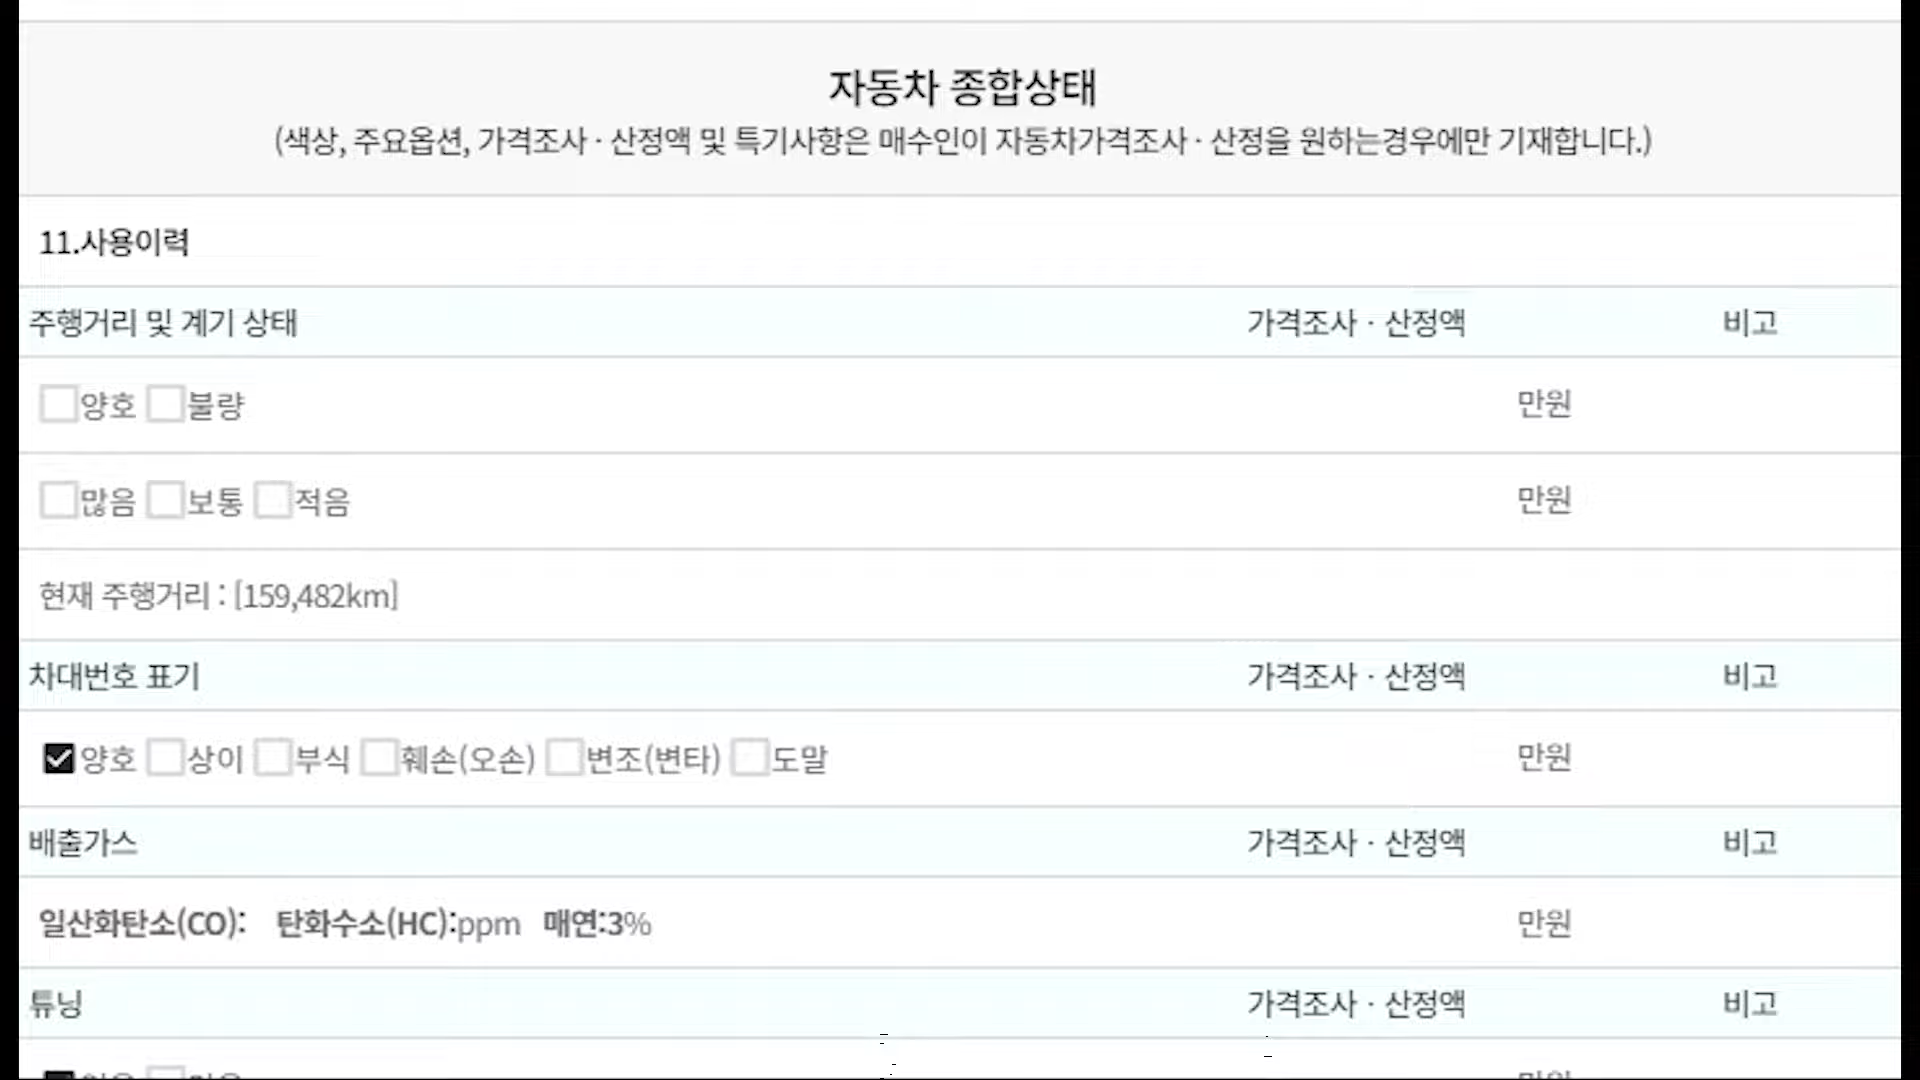 자동차 종합상태
(색상, 주요옵션, 가격조사 · 산정액 및 특기사항은 매수인이 자동차가격조사 · 산정을 원하는경우에만 기재합니다.)
11.사용이력
주행거리 및 계기 상태 가격조사 · 산정액 비고
양호 불량 만원
많음 보통 적음 만원
현재 주행거리 : [159,482km]
차대번호 표기 가격조사 · 산정액 비고
양호 상이 부식 훼손(오손) 변조(변타) 도말 만원
배출가스 가격조사 · 산정액 비고
일산화탄소(CO): 탄화수소(HC):ppm 매연:3% 만원
튜닝 가격조사 · 산정액 비고